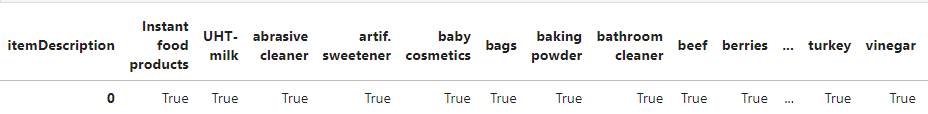 itemDescription Instant food products UHT-milk abrasive cleaner artif. sweetener baby cosmetics bags baking powder bathroom cleaner beef berries ... turkey vinegar
0 True True True True True True True True True True ... True True